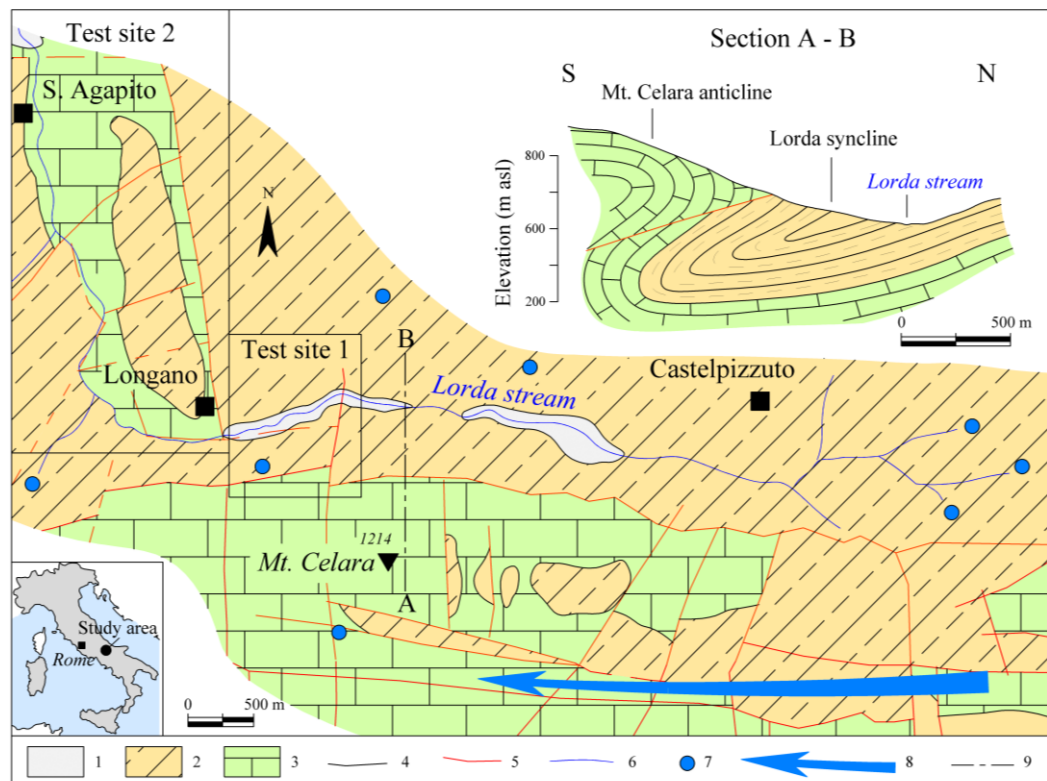 Test site 2
S. Agapito
N
Section A - B
S
N
Mt. Celara anticline
Lorda syncline
Lorda stream
Elevation (m asl)
800
600
400
200
0
500 m
Test site 1
B
Longano
Lorda stream
Castelpizzuto
1214
Mt. Celara
A
Study area
Rome
0
500 m
1
2
3
4
5
6
7
8
9